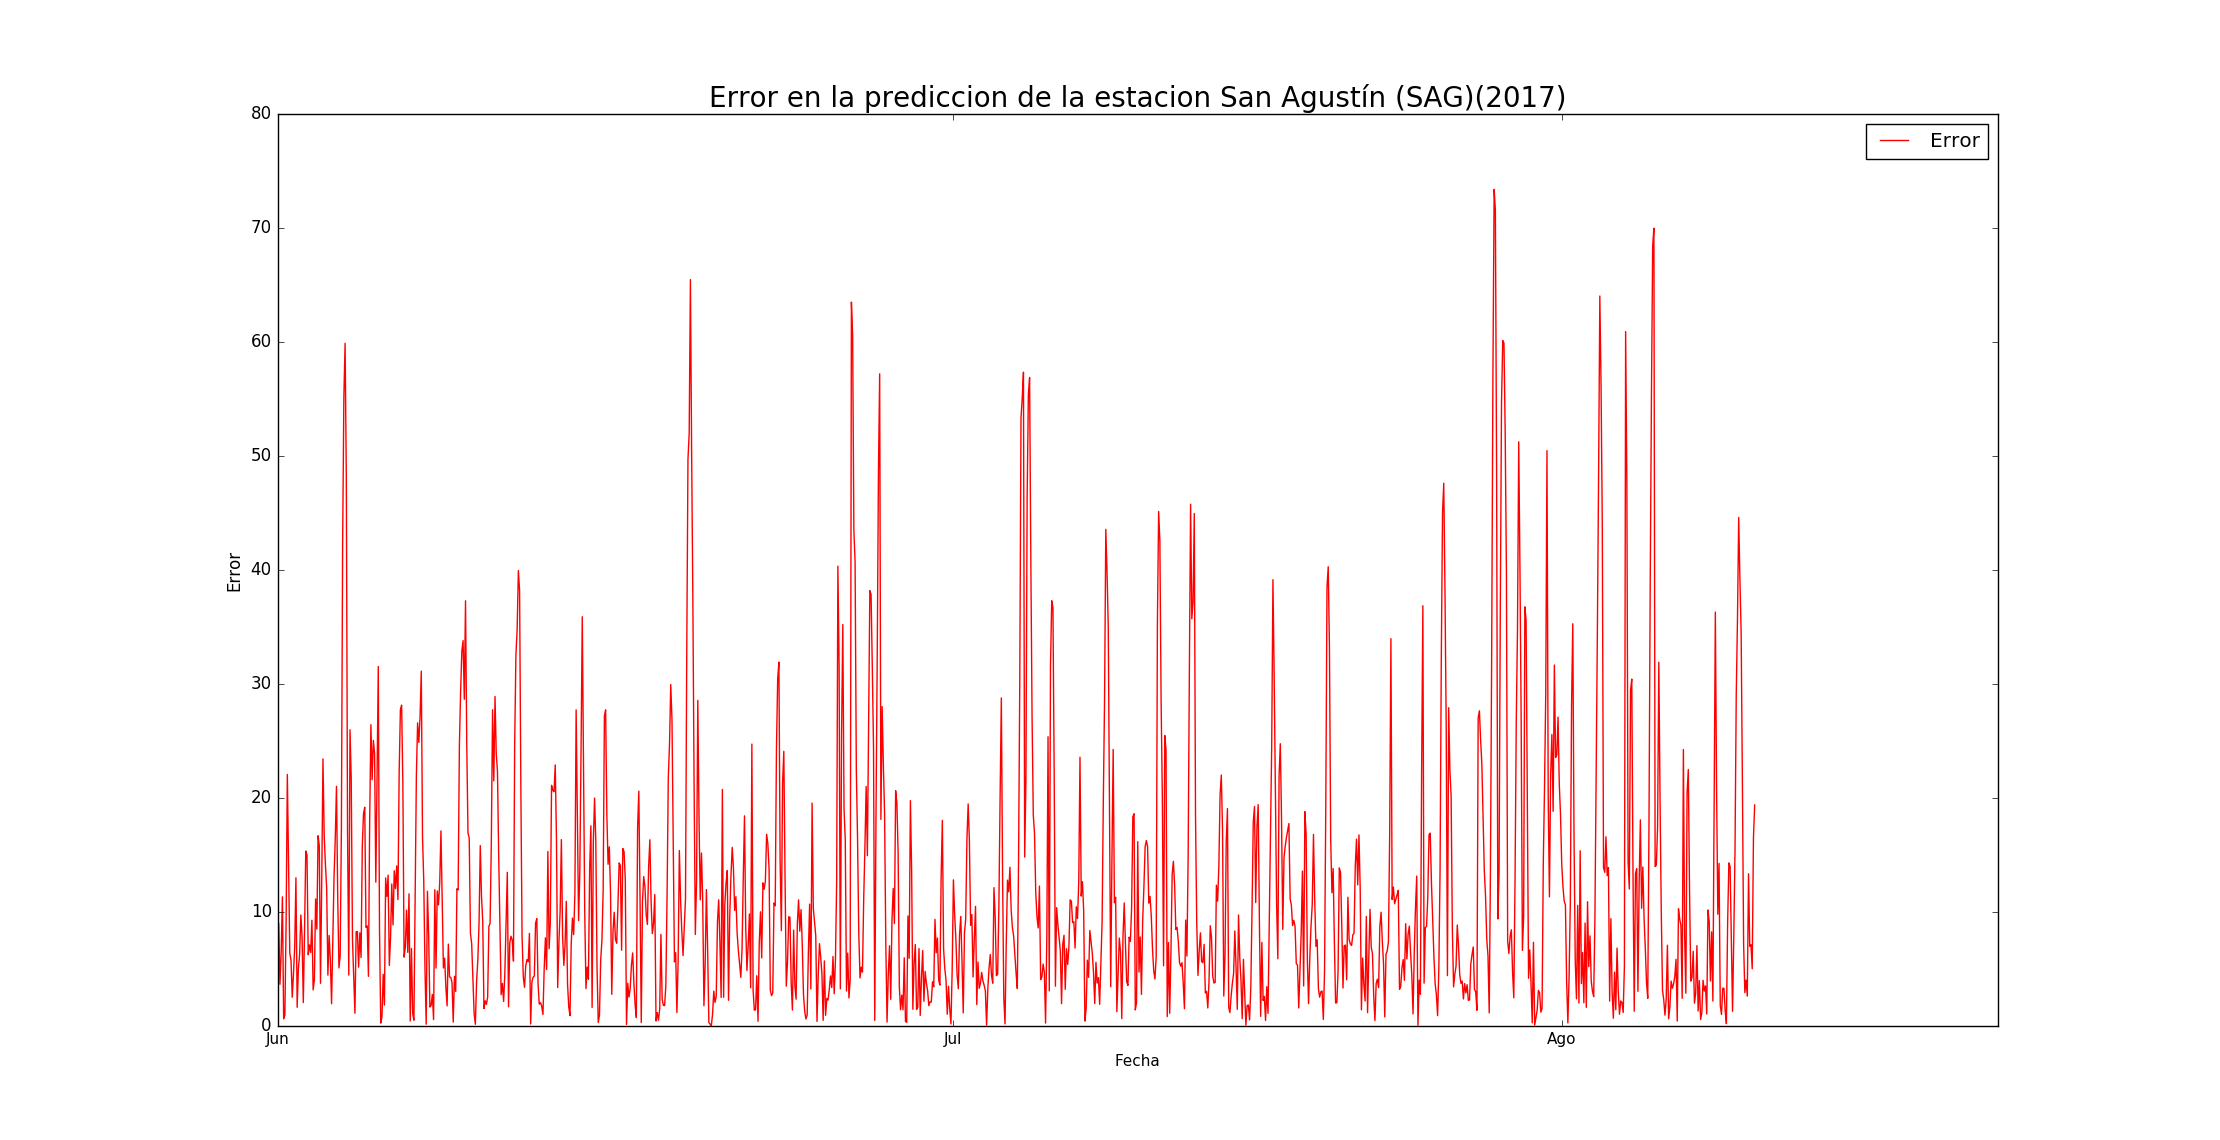 Error en la prediccion de la estacion San Agustín (SAG)(2017)
Error
80
70
60
50
40
30
20
10
0
Error
Jun
Jul
Ago
Fecha